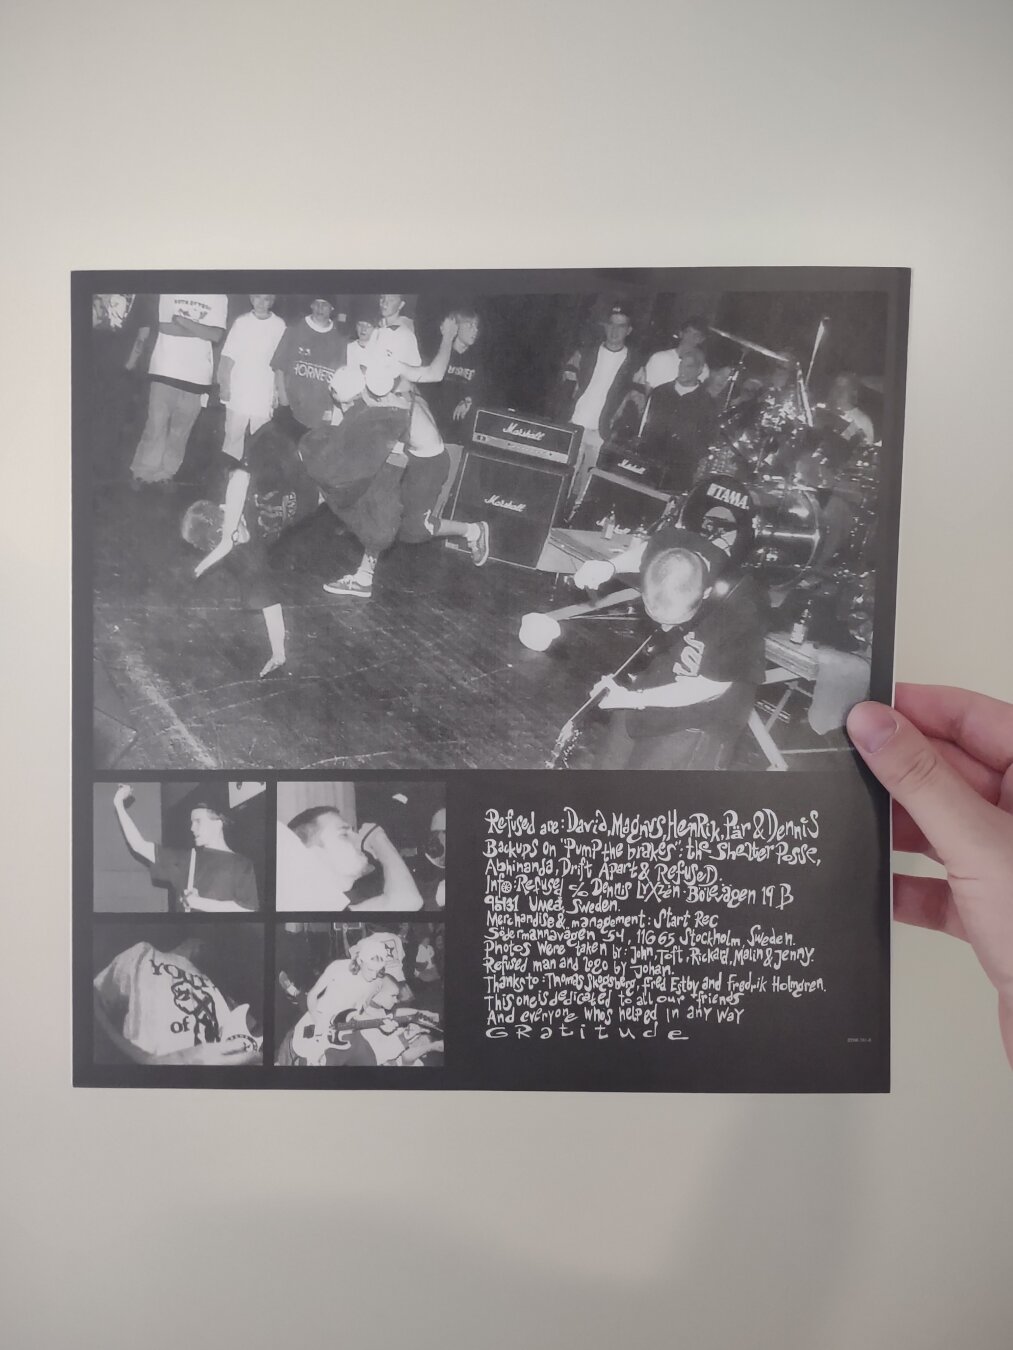 HORNETS
Marshall
Marshall
Marshall
TAMA
YOUTH
OF
Refused are: David, Magnus, Henrik, Pär & Dennis
Backups on 'Pump the brakes': the Shelter Posse,
Abhinanda, Drift Apart & Refused.
Info: Refused c/o Dennis Lyxzén Bölevägen 19 B
Umeå Sweden.
Merchandise & management: Start Rec
54, 116 65 Stockholm, Sweden.
Photos were taken by: John, Toft, Rickard, Malin & Jenny.
Refused man and logo by Johan.
Thanks to: Thomas Skogsberg, Fred Estby and Fredrik Holmgren.
This one is dedicated to all our friends
And everyone whos helped in any way
Gratitude